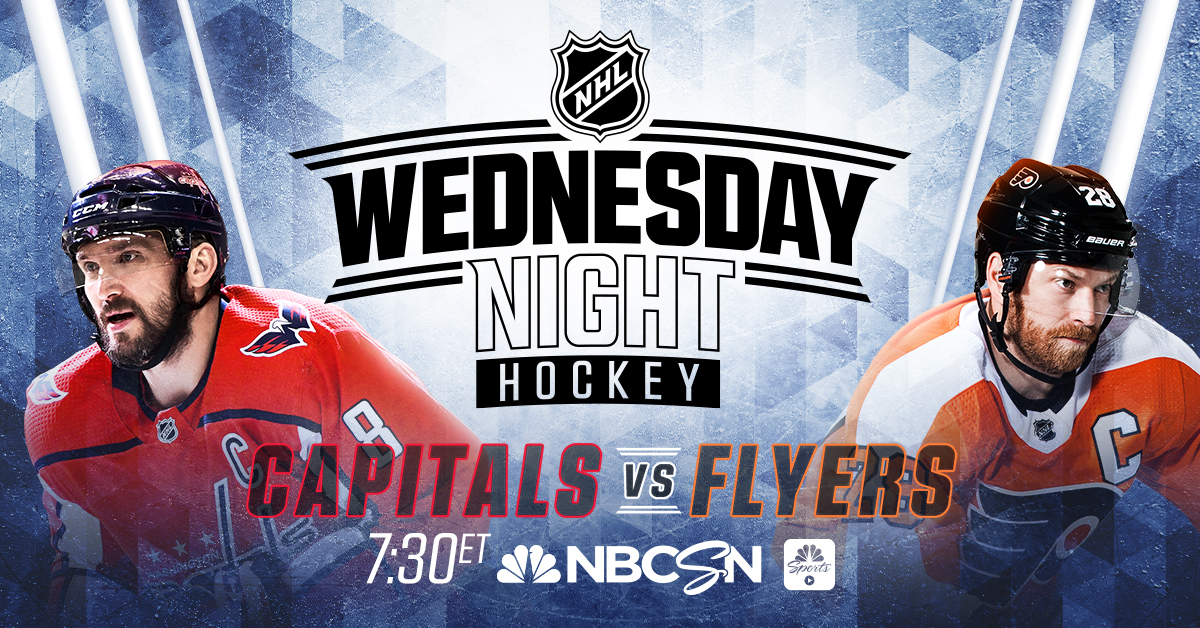 NHL
WEDNESDAY
NIGHT
HOCKEY
CCM
28
BAUER
C
8
C
CAPITALS VS FLYERS
7:30ET NBCSN Sports